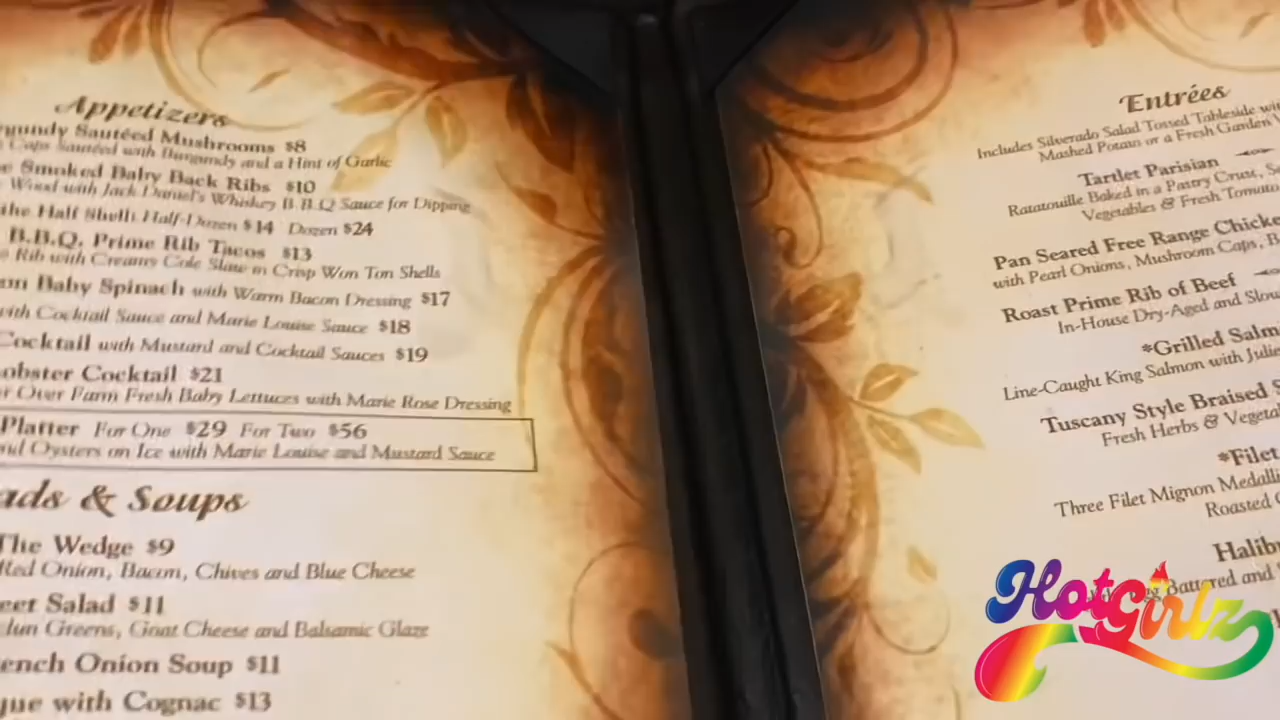 Appetizers
Sautéed Mushrooms $8
Caps Sautéed with Burgundy and a Hint of Garlic
Smoked Baby Back Ribs $10
Wood with Jack Daniel's Whiskey B.B.Q Sauce for Dipping
the Half Shell: Half-Dozen $14 Dozen $24
B.B.Q. Prime Rib Tacos $13
Rib with Creamy Cole Slaw in Crisp Won Ton Shells
Baby Spinach with Warm Bacon Dressing $17
with Cocktail Sauce and Marie Louise Sauce $18
Cocktail with Mustard and Cocktail Sauces $19
obster Cocktail $21
Over Farm Fresh Baby Lettuces with Marie Rose Dressing
Platter For One $29 For Two $56
Oysters on Ice with Marie Louise and Mustard Sauce
ads & Soups
The Wedge $9
Red Onion, Bacon, Chives and Blue Cheese
eet Salad $11
Greens, Goat Cheese and Balsamic Glaze
ench Onion Soup $11
que with Cognac $13
Entrées
Includes Silverado Salad Tossed Tableside
Mashed Potato or a Fresh Garden
Tartlet Parisian
Ratatouille Baked in a Pastry Crust,
Vegetables & Fresh Tomato
Pan Seared Free Range Chicke
with Pearl Onions, Mushroom Caps,
Roast Prime Rib of Beef
In-House Dry-Aged and
*Grilled Salm
Line-Caught King Salmon with
Tuscany Style Braised
Fresh Herbs & Vegeta
*Filet
Three Filet Mignon Medalli
Roasted
Halibu
Battered and
HotGirlz